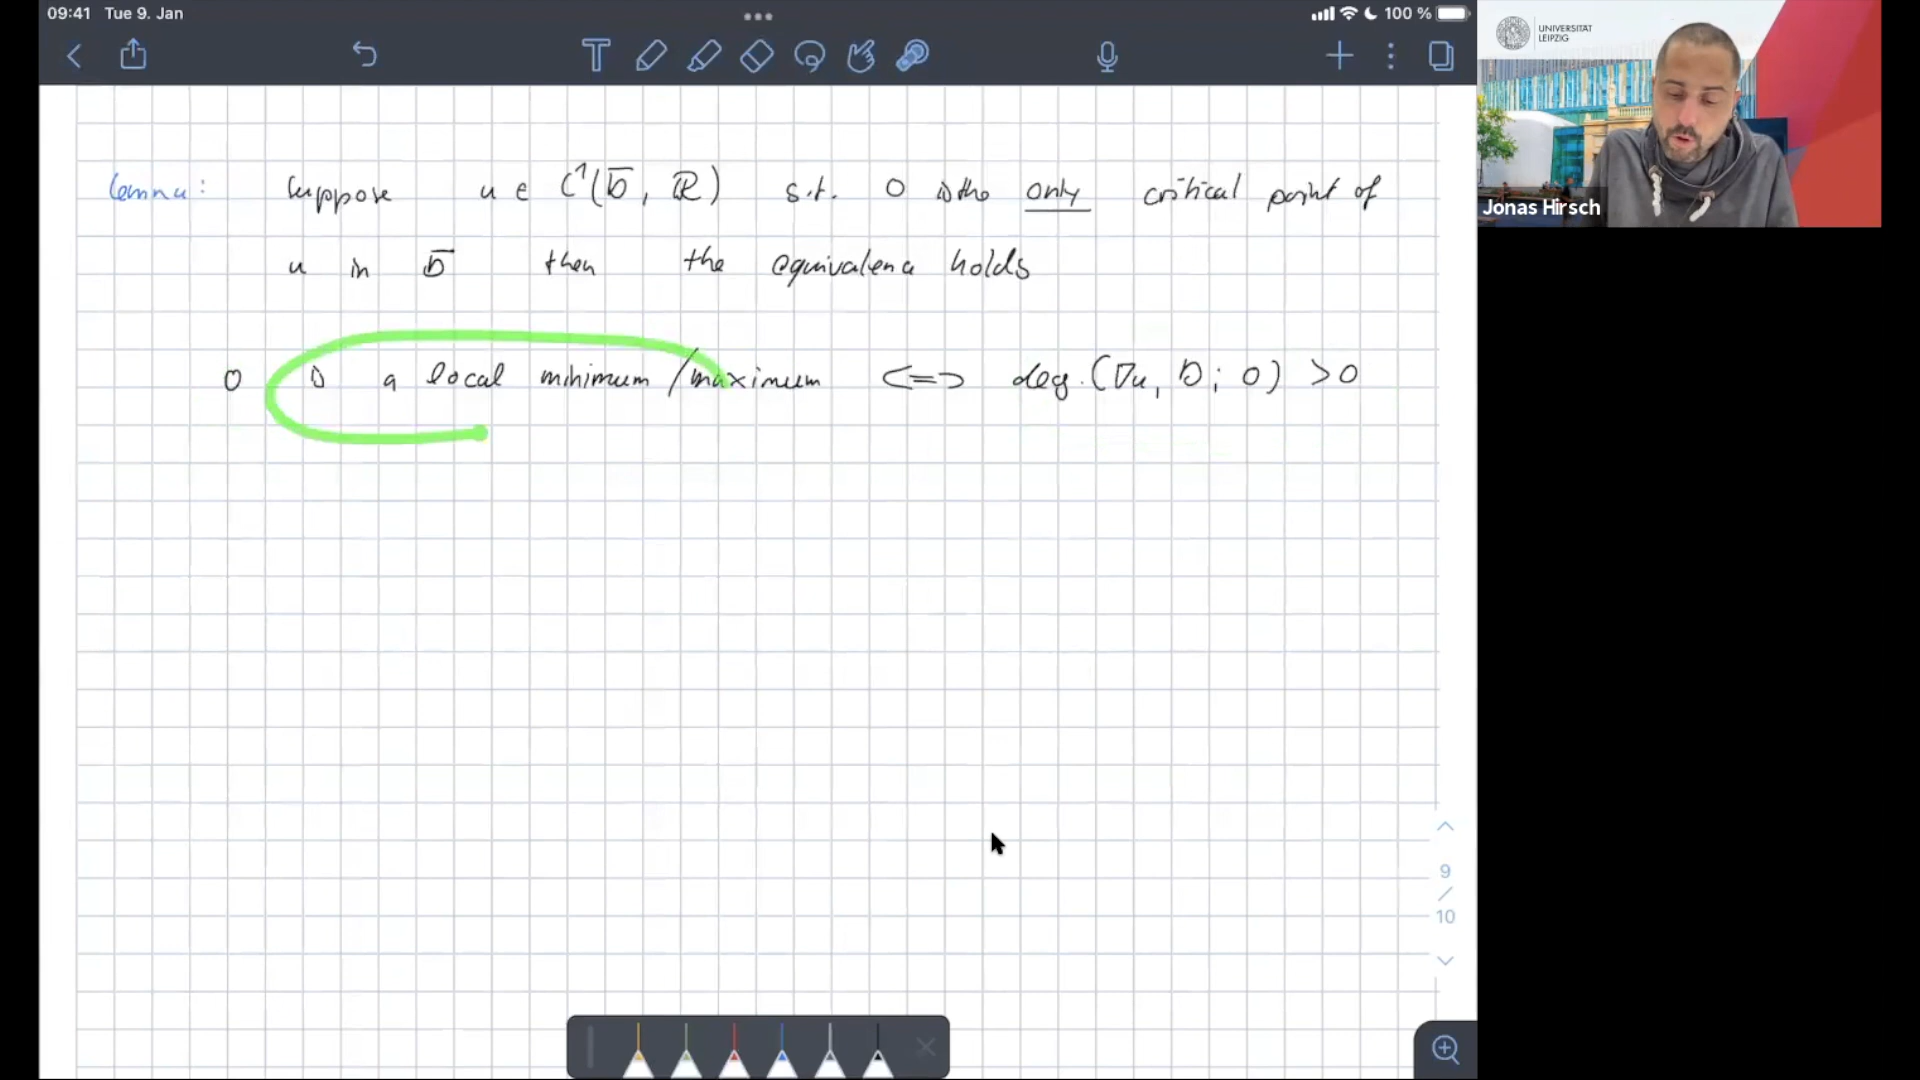 09:41 Tue 9. Jan
100 %
UNIVERSITÄT
LEIPZIG
Jonas Hirsch
Lemma: Suppose u ∈ C¹(D̅, ℝ) s.t. 0 is the only critical point of
u in D̅ then the equivalence holds
0 is a local minimum/maximum <=> deg.(∇u, D; 0) >0
9
/
10